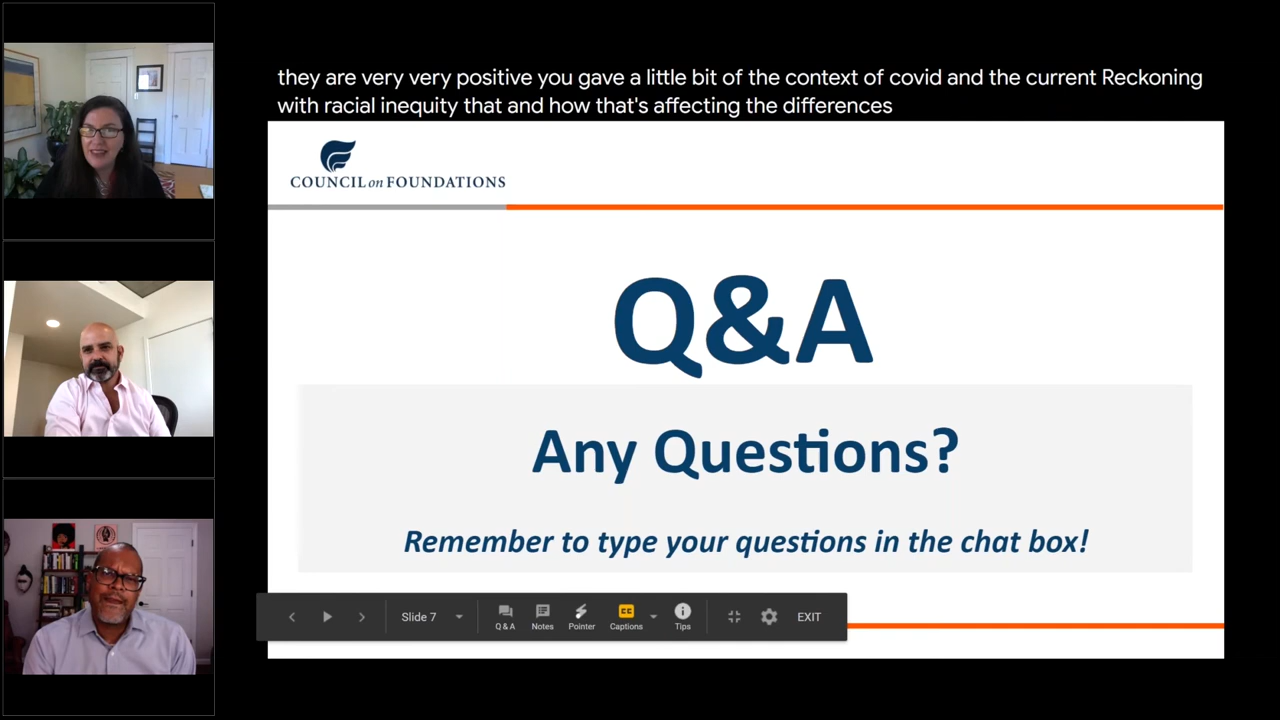 they are very very positive you gave a little bit of the context of covid and the current Reckoning
with racial inequity that and how that's affecting the differences
COUNCIL on FOUNDATIONS
Q&A
Any Questions?
Remember to type your questions in the chat box!
Slide 7
Q & A
Notes
Pointer
CC
Captions
Tips
EXIT